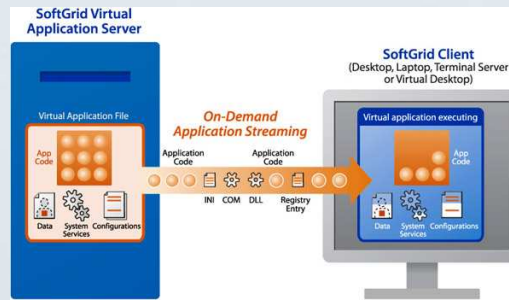 SoftGrid Virtual
Application Server
Virtual Application File
App
Code
Data
System
Services
Configurations
On-Demand
Application Streaming
Application
Code
Application
Code
INI
COM
DLL
Registry
Entry
SoftGrid Client
(Desktop, Laptop, Terminal Server
or Virtual Desktop)
Virtual application executing
App
Code
Data
System
Services
Configurations